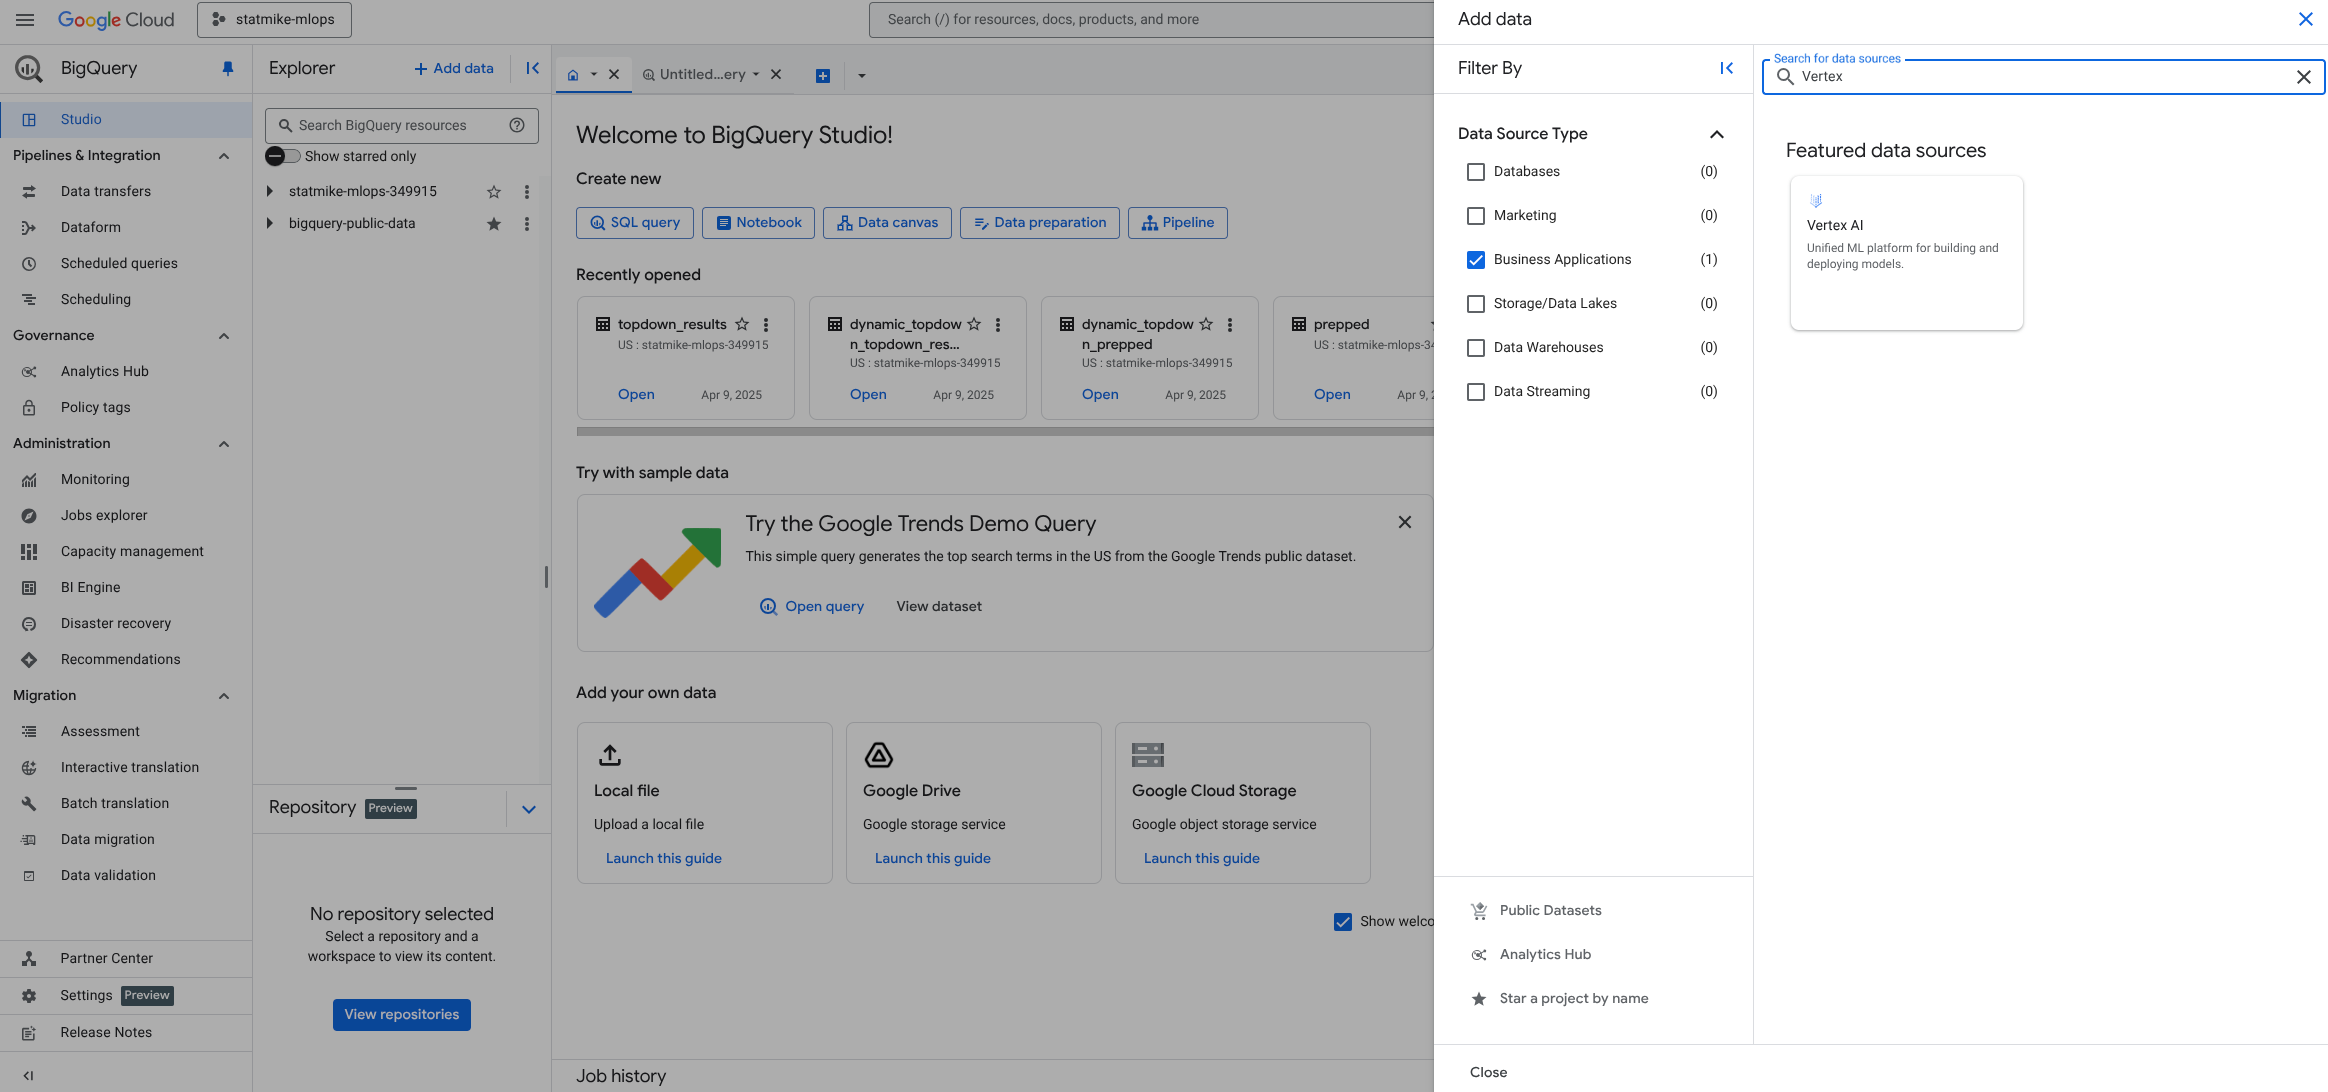 Google Cloud
statmike-mlops
Search (/) for resources, docs, products, and more
BigQuery
Studio
Pipelines & Integration
Data transfers
Dataform
Scheduled queries
Scheduling
Governance
Analytics Hub
Policy tags
Administration
Monitoring
Jobs explorer
Capacity management
BI Engine
Disaster recovery
Recommendations
Migration
Assessment
Interactive translation
Batch translation
Data migration
Data validation
Partner Center
Settings Preview
Release Notes
Explorer
+ Add data
Search BigQuery resources
Show starred only
statmike-mlops-349915
bigquery-public-data
Repository Preview
No repository selected
Select a repository and a
workspace to view its content.
View repositories
Untitled...ery
Welcome to BigQuery Studio!
Create new
SQL query
Notebook
Data canvas
Data preparation
Pipeline
Recently opened
topdown_results
US : statmike-mlops-349915
Open
Apr 9, 2025
dynamic_topdow
n_topdown_res...
US : statmike-mlops-349915
Open
Apr 9, 2025
dynamic_topdow
n_prepped
US : statmike-mlops-349915
Open
Apr 9, 2025
prepped
US : statmike-mlops-34
Open
Apr 9, 2
Try with sample data
Try the Google Trends Demo Query
This simple query generates the top search terms in the US from the Google Trends public dataset.
Open query
View dataset
Add your own data
Local file
Upload a local file
Launch this guide
Google Drive
Google storage service
Launch this guide
Google Cloud Storage
Google object storage service
Launch this guide
Show welco
Job history
Add data
Filter By
Data Source Type
Databases (0)
Marketing (0)
Business Applications (1)
Storage/Data Lakes (0)
Data Warehouses (0)
Data Streaming (0)
Public Datasets
Analytics Hub
Star a project by name
Close
Search for data sources
Vertex
Featured data sources
Vertex AI
Unified ML platform for building and
deploying models.